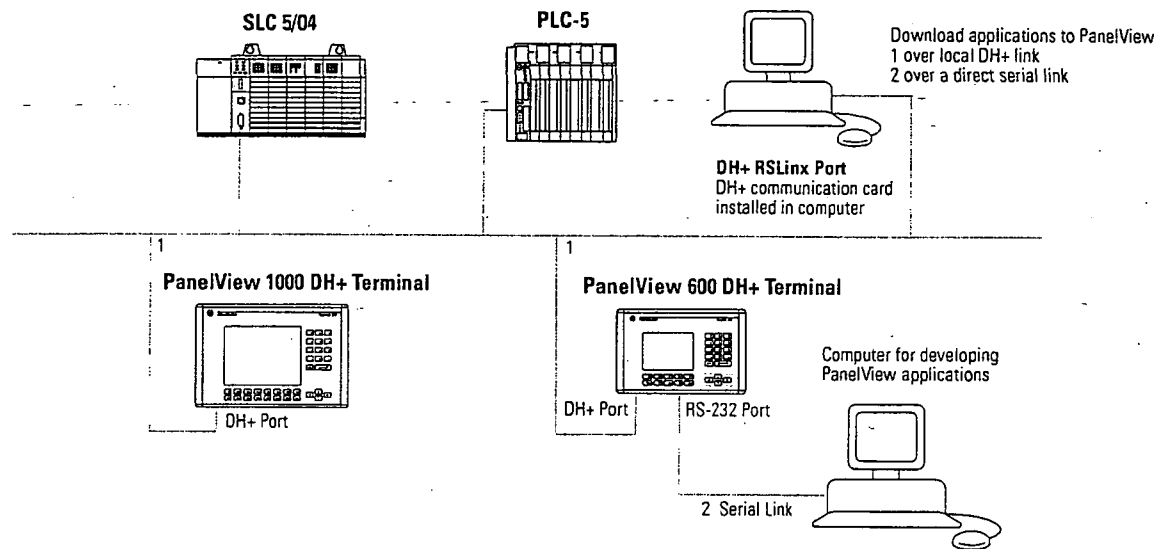 SLC 5/04
PLC-5
Download applications to PanelView
1 over local DH+ link
2 over a direct serial link
DH+ RSLinx Port
DH+ communication card
installed in computer
1
1
PanelView 1000 DH+ Terminal
PanelView 600 DH+ Terminal
Computer for developing
PanelView applications
DH+ Port
DH+ Port
RS-232 Port
2 Serial Link